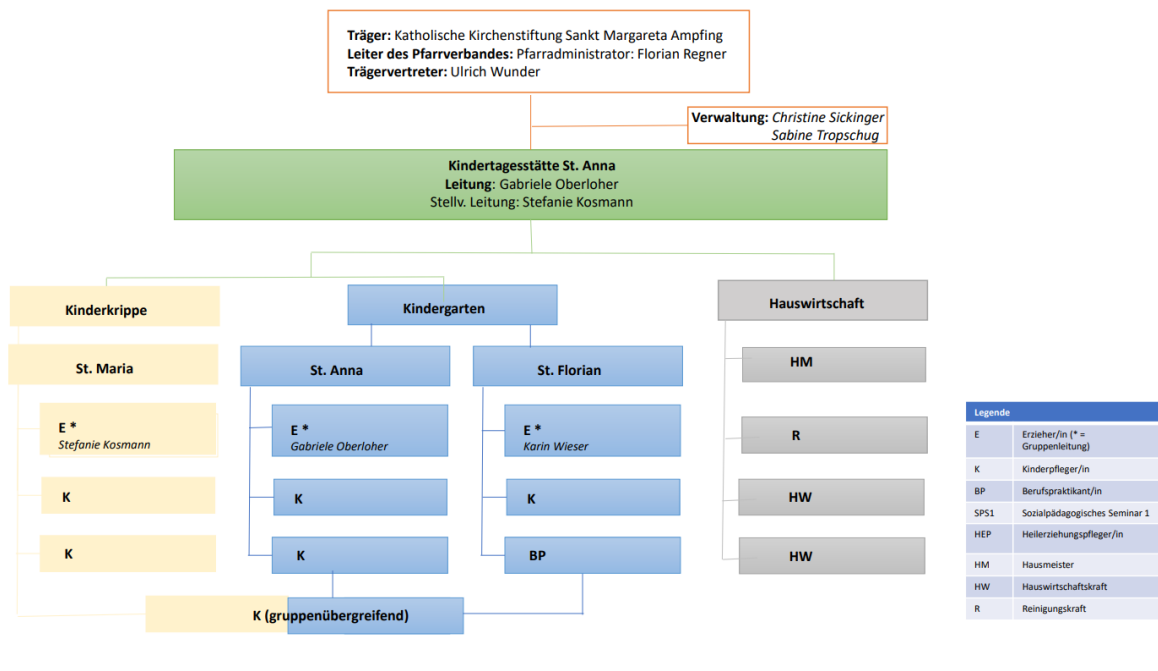 Träger: Katholische Kirchenstiftung Sankt Margareta Ampfing
Leiter des Pfarrverbandes: Pfarradministrator: Florian Regner
Trägervertreter: Ulrich Wunder
Verwaltung: Christine Sickinger
Sabine Tropschug
Kindertagesstätte St. Anna
Leitung: Gabriele Oberloher
Stellv. Leitung: Stefanie Kosmann
Kinderkrippe
Kindergarten
Hauswirtschaft
St. Maria
St. Anna
St. Florian
E *
Stefanie Kosmann
K
K
E *
Gabriele Oberloher
K
K
E *
Karin Wieser
K
BP
K (gruppenübergreifend)
HM
R
HW
HW
Legende
E Erzieher/in (* =
Gruppenleitung)
K Kinderpfleger/in
BP Berufspraktikant/in
SPS1 Sozialpädagogisches Seminar 1
HEP Heilerziehungspfleger/in
HM Hausmeister
HW Hauswirtschaftskraft
R Reinigungskraft